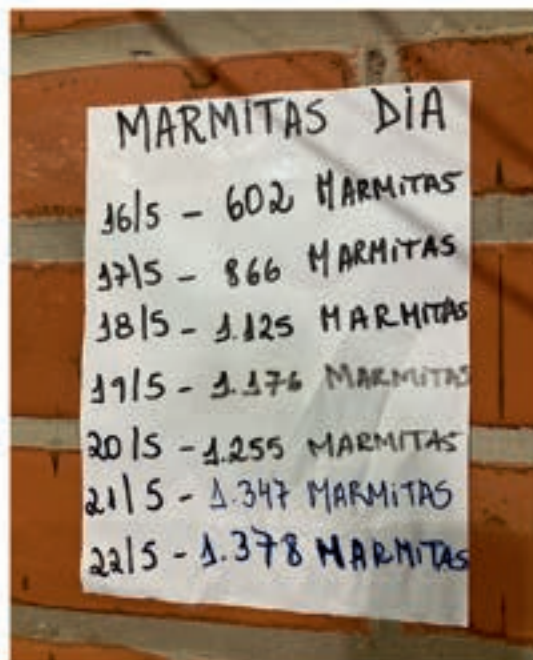 MARMITAS DIA
16/5 - 602 MARMITAS
17/5 - 866 MARMITAS
18/5 - 1.125 MARMITAS
19/5 - 1.176 MARMITAS
20/5 - 1.255 MARMITAS
21/5 - 1.347 MARMITAS
22/5 - 1.378 MARMITAS